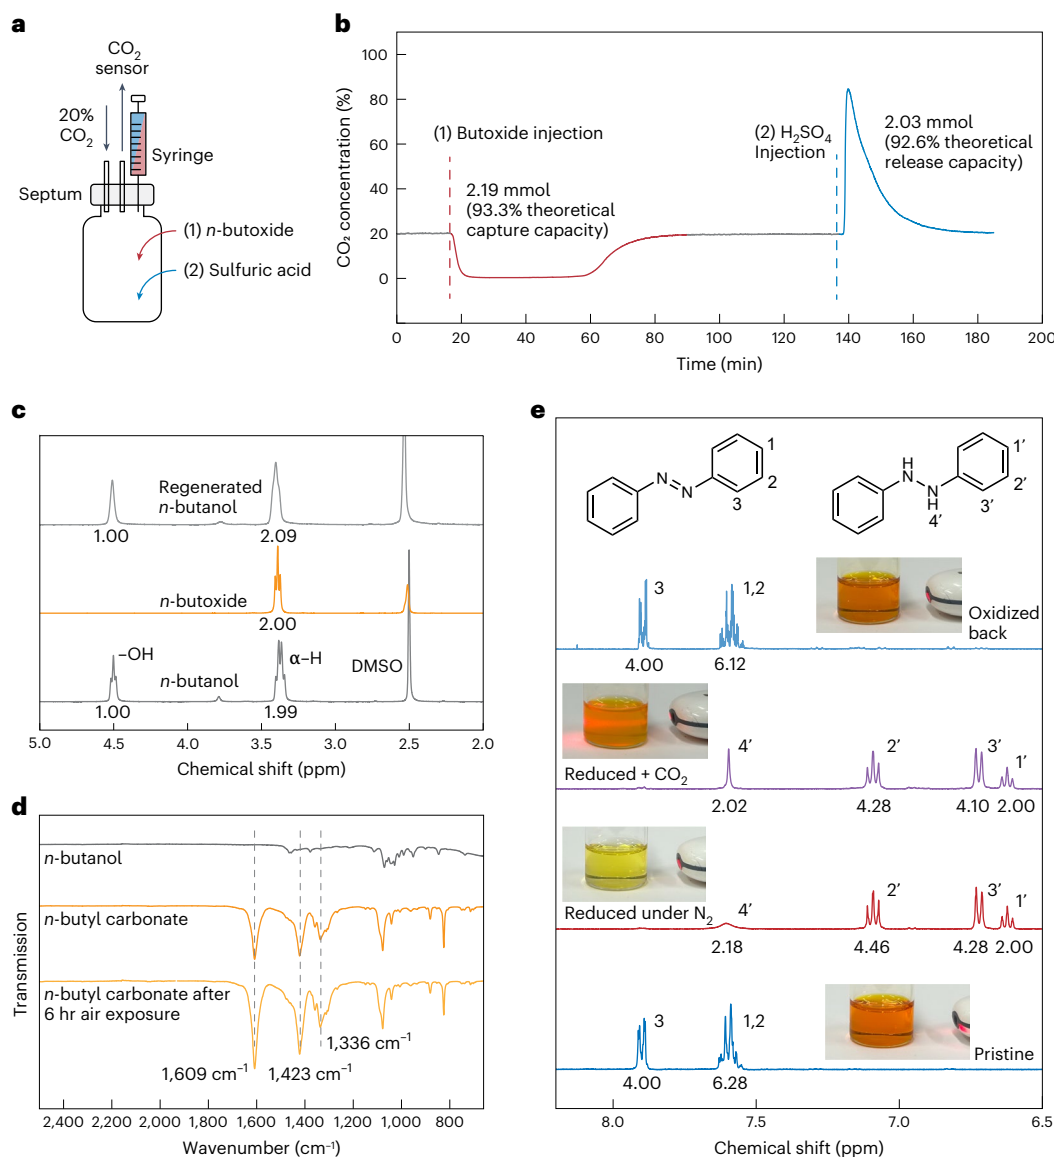 a
CO2
sensor
20%
CO2
Syringe
Septum
(1) n-butoxide
(2) Sulfuric acid
b
CO2 concentration (%)
100
80
60
40
20
0
(1) Butoxide injection
2.19 mmol
(93.3% theoretical
capture capacity)
(2) H2SO4
Injection
2.03 mmol
(92.6% theoretical
release capacity)
0 20 40 60 80 100 120 140 160 180 200
Time (min)
c
Regenerated
n-butanol
1.00 2.09
n-butoxide
2.00
–OH
n-butanol
α–H
DMSO
1.00 1.99
5.0 4.5 4.0 3.5 3.0 2.5 2.0
Chemical shift (ppm)
d
Transmission
n-butanol
n-butyl carbonate
n-butyl carbonate after
6 hr air exposure
1,336 cm−1
1,609 cm−1 1,423 cm−1
2,400 2,200 2,000 1,800 1,600 1,400 1,200 1,000 800
Wavenumber (cm−1)
e
N
N
1
2
3
H
N
N
H
1'
2'
3'
4'
3 1,2
Oxidized
back
4.00 6.12
Reduced + CO2
4' 2' 3' 1'
2.02 4.28 4.10 2.00
Reduced under N2
4' 2' 3' 1'
2.18 4.46 4.28 2.00
3 1,2
Pristine
4.00 6.28
8.0 7.5 7.0 6.5
Chemical shift (ppm)